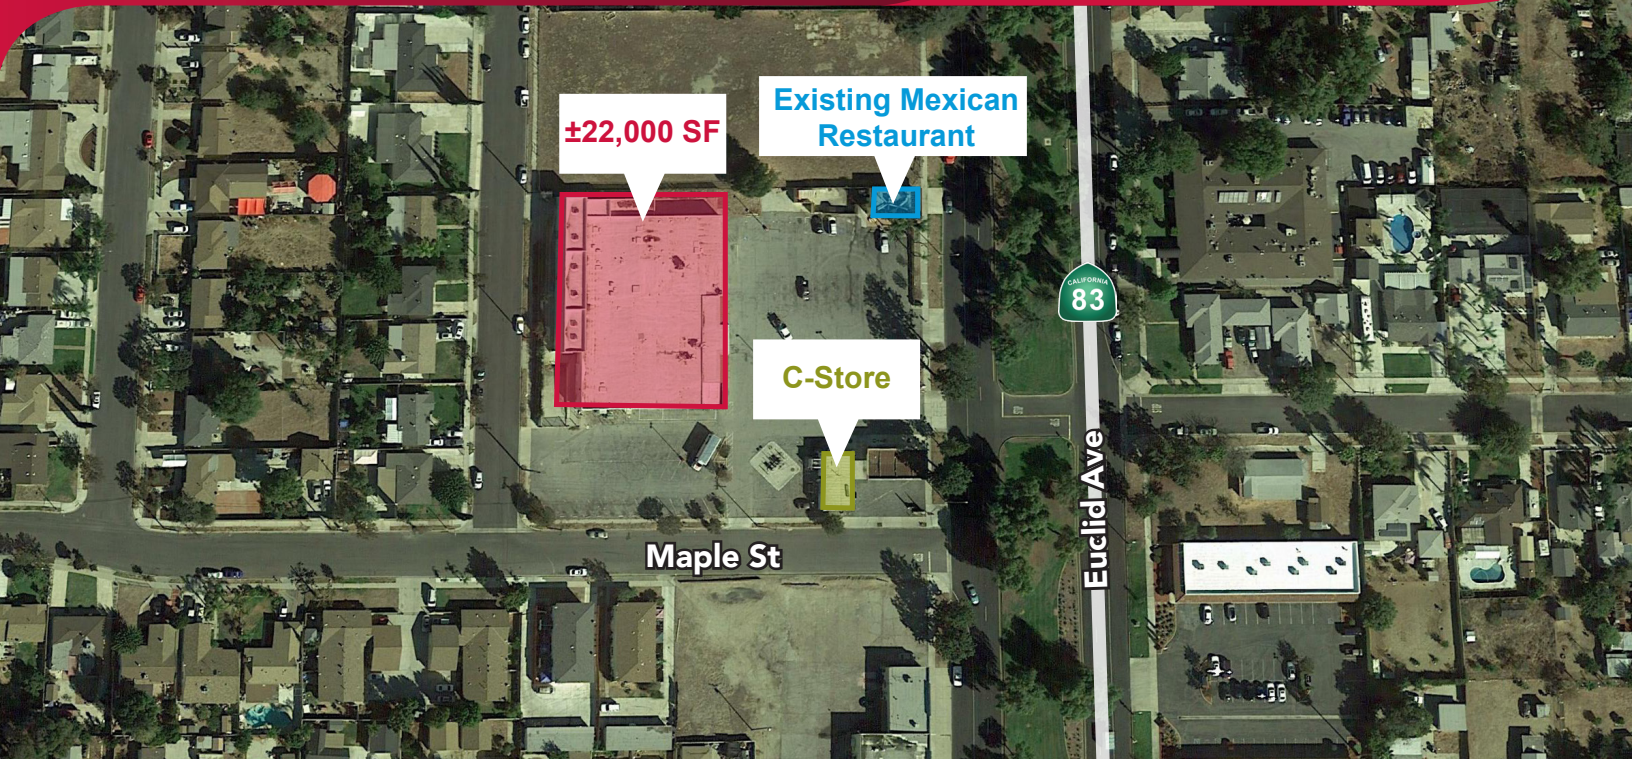 ±22,000 SF
Existing Mexican
Restaurant
CALIFORNIA
83
C-Store
Euclid Ave
Maple St